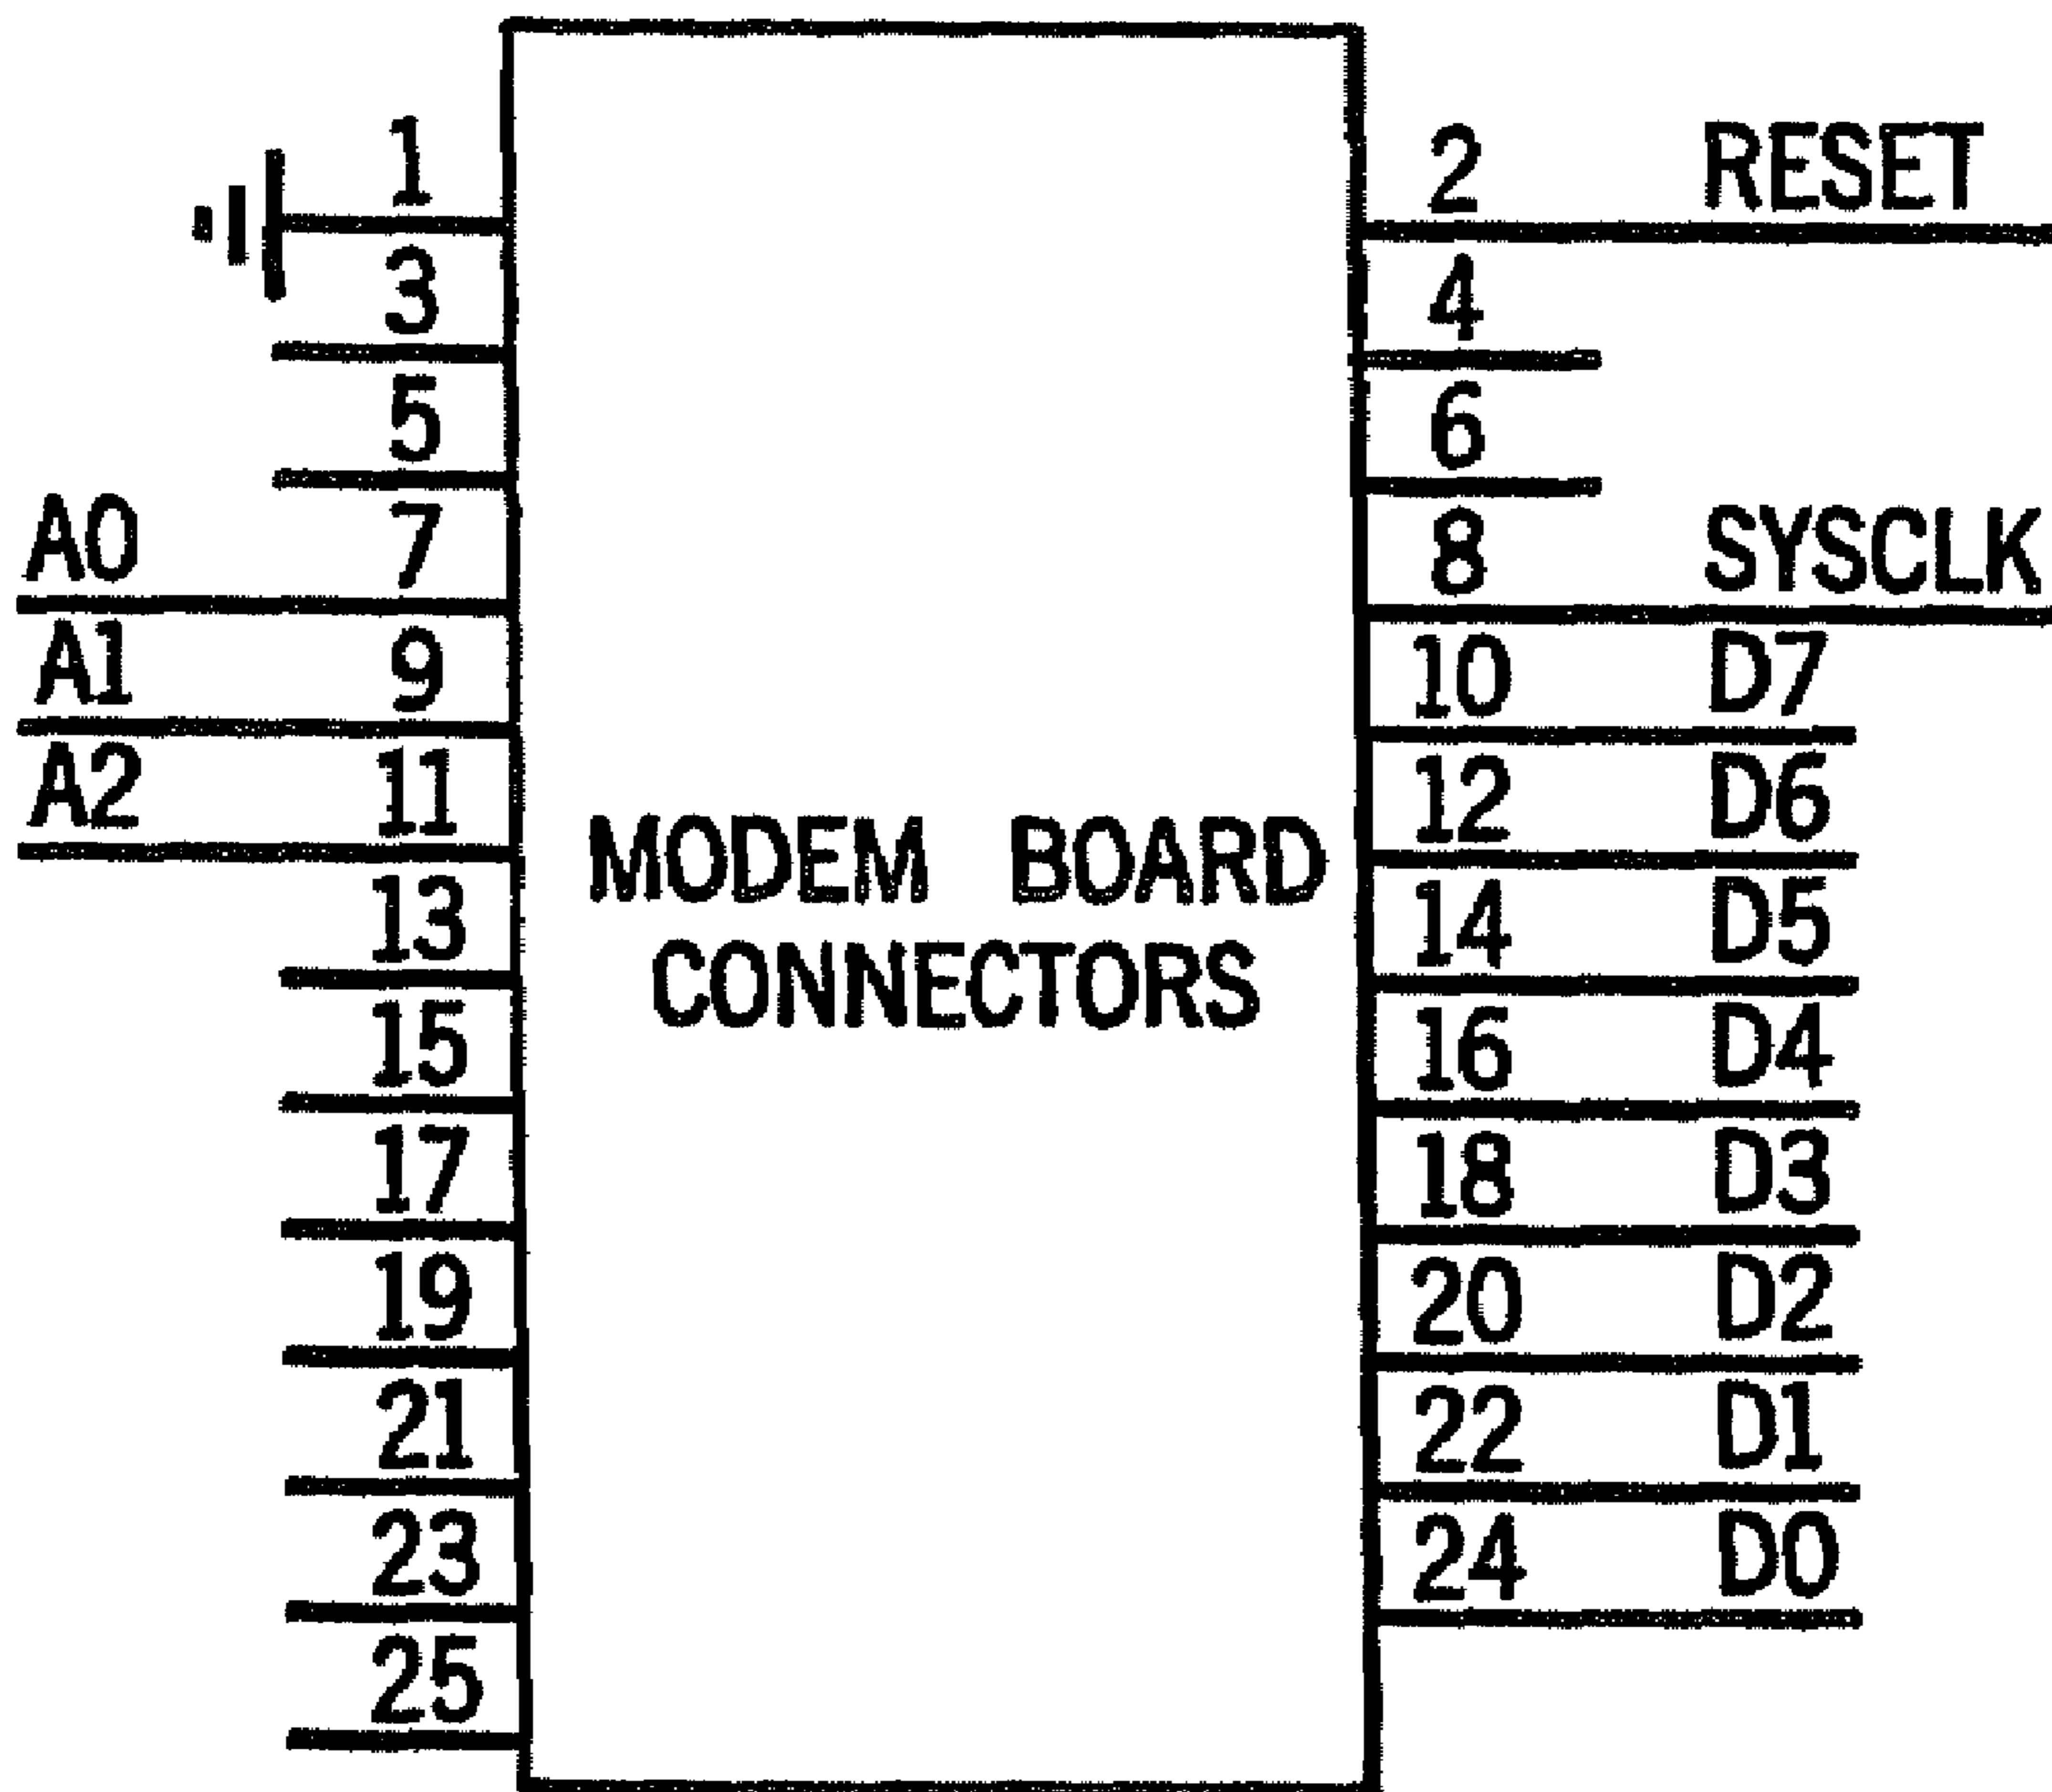 1 2 RESET
3 4
5 6
A0 7 8 SYSCLK
A1 9 10 D7
A2 11 12 D6
MODEM BOARD
13 14 D5
CONNECTORS
15 16 D4
17 18 D3
19 20 D2
21 22 D1
23 24 D0
25